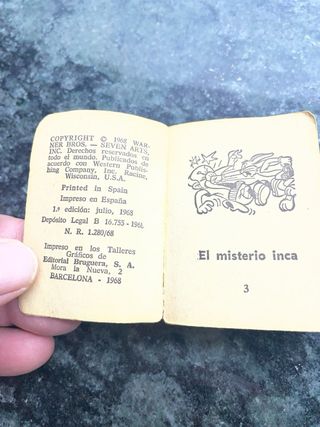 COPYRIGHT © 1968 WAR-
NER BROS. — SEVEN ARTS,
INC. Derechos reservados en
todo el mundo. Publicados de
acuerdo con Western Publis-
hing Company, Inc, Racine,
Wisconsin, U.S.A.
Printed in Spain
Impreso en España
1.ª edición: julio, 1968
Depósito Legal B 16.755 - 1968
N. R. 1.280/68
Impreso en los Talleres
Gráficos de
Editorial Bruguera, S. A.
Mora la Nueva, 2
BARCELONA - 1968
El misterio inca
3